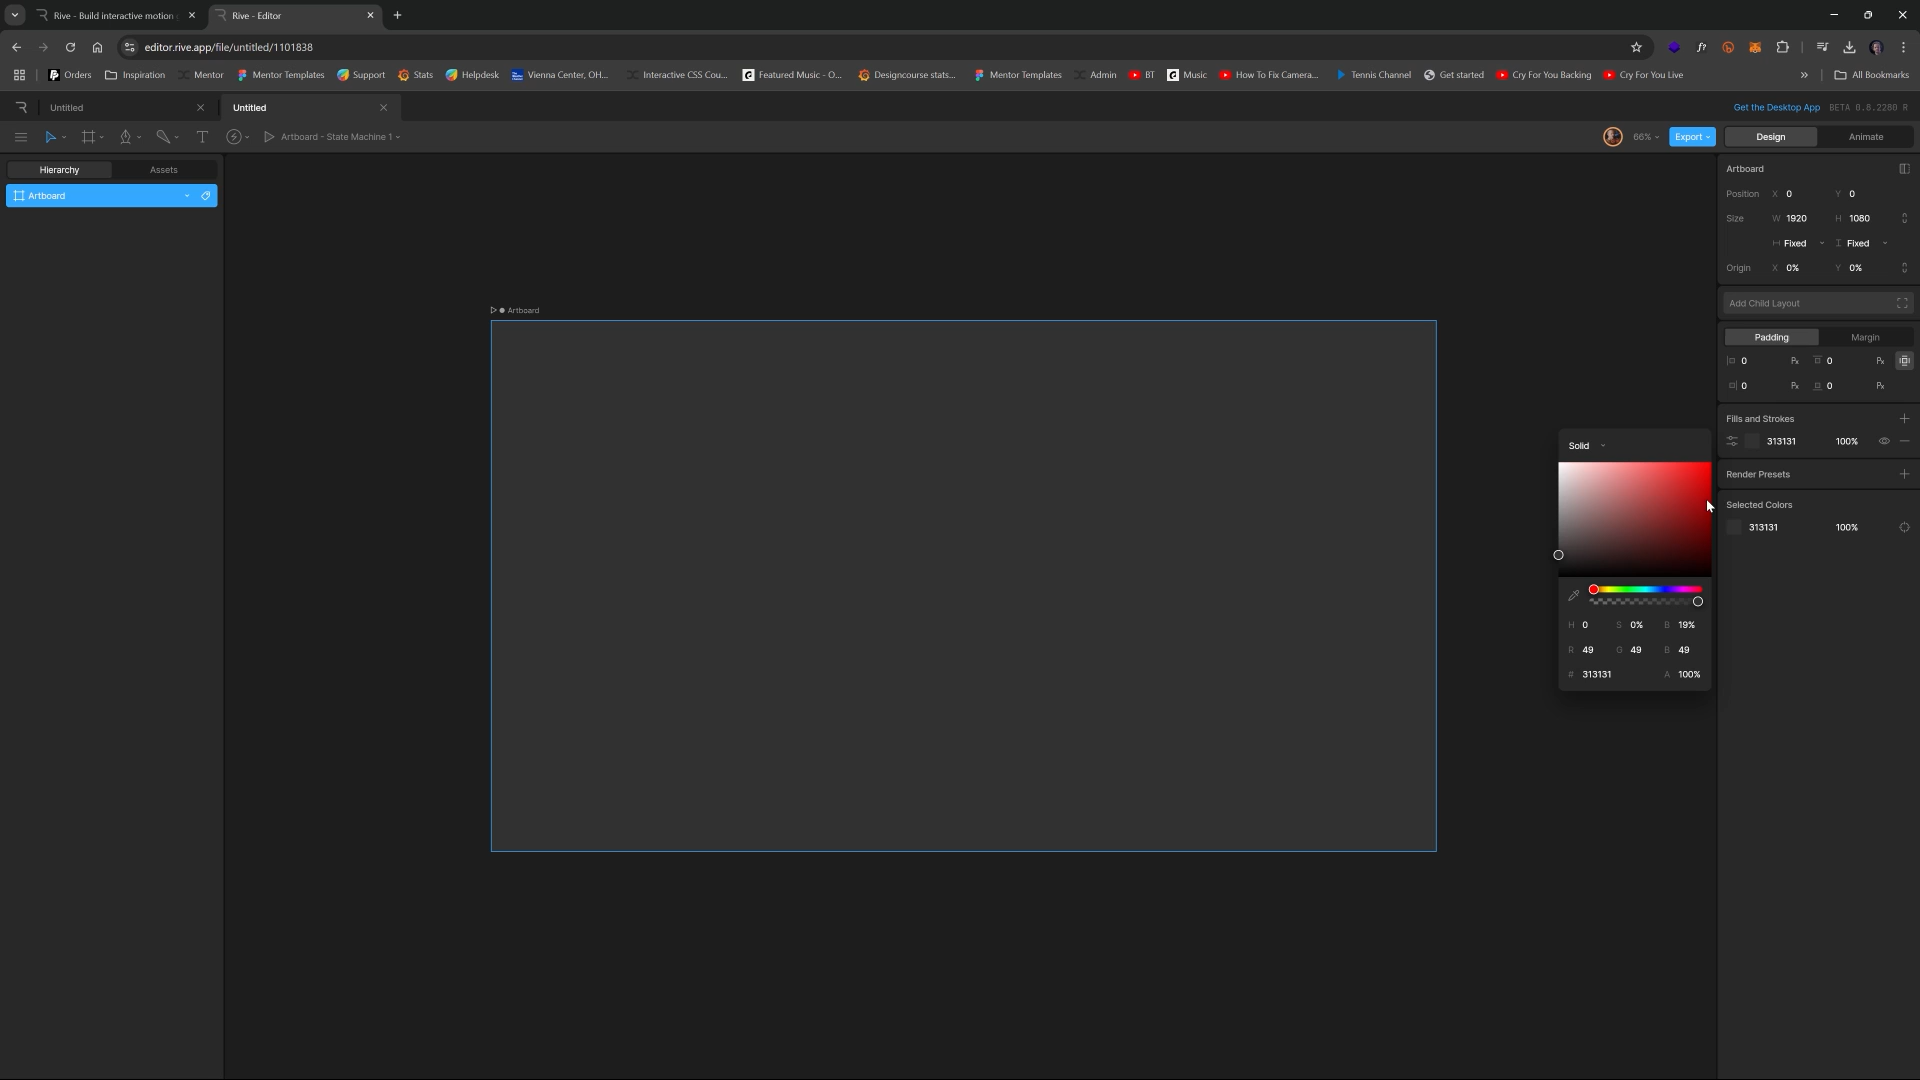 Rive - Build interactive motion
Rive - Editor
editor.rive.app/file/untitled/1101838
Orders
Inspiration
Mentor
Mentor Templates
Support
Stats
Helpdesk
Vienna Center, OH...
Interactive CSS Cou...
Featured Music - O...
Designcourse stats...
Mentor Templates
Admin
BT
Music
How To Fix Camera...
Tennis Channel
Get started
Cry For You Backing
Cry For You Live
All Bookmarks
Untitled
Untitled
Get the Desktop App
BETA 0.8.2280 R
Artboard - State Machine 1
66%
Export
Design
Animate
Hierarchy
Assets
Artboard
Artboard
Artboard
Position X 0 Y 0
Size W 1920 H 1080
Fixed Fixed
Origin X 0% Y 0%
Add Child Layout
Padding
Margin
0 Px 0 Px
0 Px 0 Px
Fills and Strokes
313131 100%
Render Presets
Selected Colors
313131 100%
Solid
H 0 S 0% B 19%
R 49 G 49 B 49
# 313131 A 100%